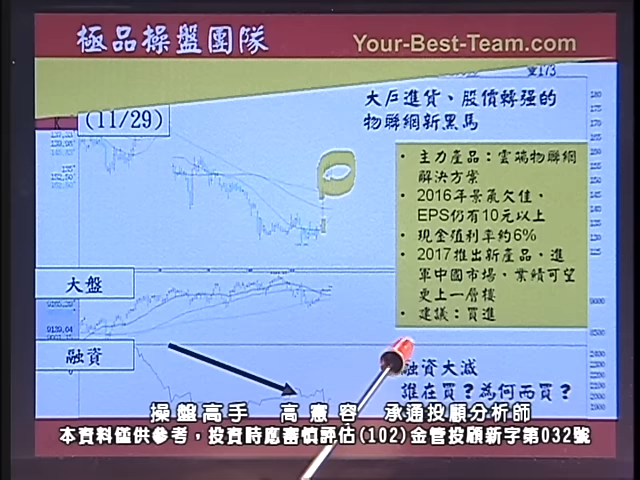 極品操盤團隊
Your-Best-Team.com
量173
K (11/29)
大戶進貨、股價轉強的
物聯網新黑馬
• 主力產品：雲端物聯網
解決方案
• 2016年景氣欠佳，
EPS仍有10元以上
• 現金殖利率約6%
• 2017推出新產品，進
軍中國市場、業績可望
更上一層樓
• 建議：買進
大盤
9139.04
融資
融資大減
誰在買？為何而買？
操盤高手 高憲容 承通投顧分析師
本資料僅供參考，投資時應審慎評估(102)金管投顧新字第032號